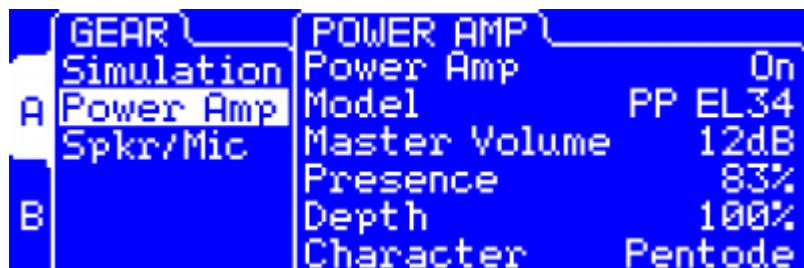 GEAR
Simulation
A Power Amp
Spkr/Mic
B
POWER AMP
Power Amp On
Model PP EL34
Master Volume 12dB
Presence 83%
Depth 100%
Character Pentode